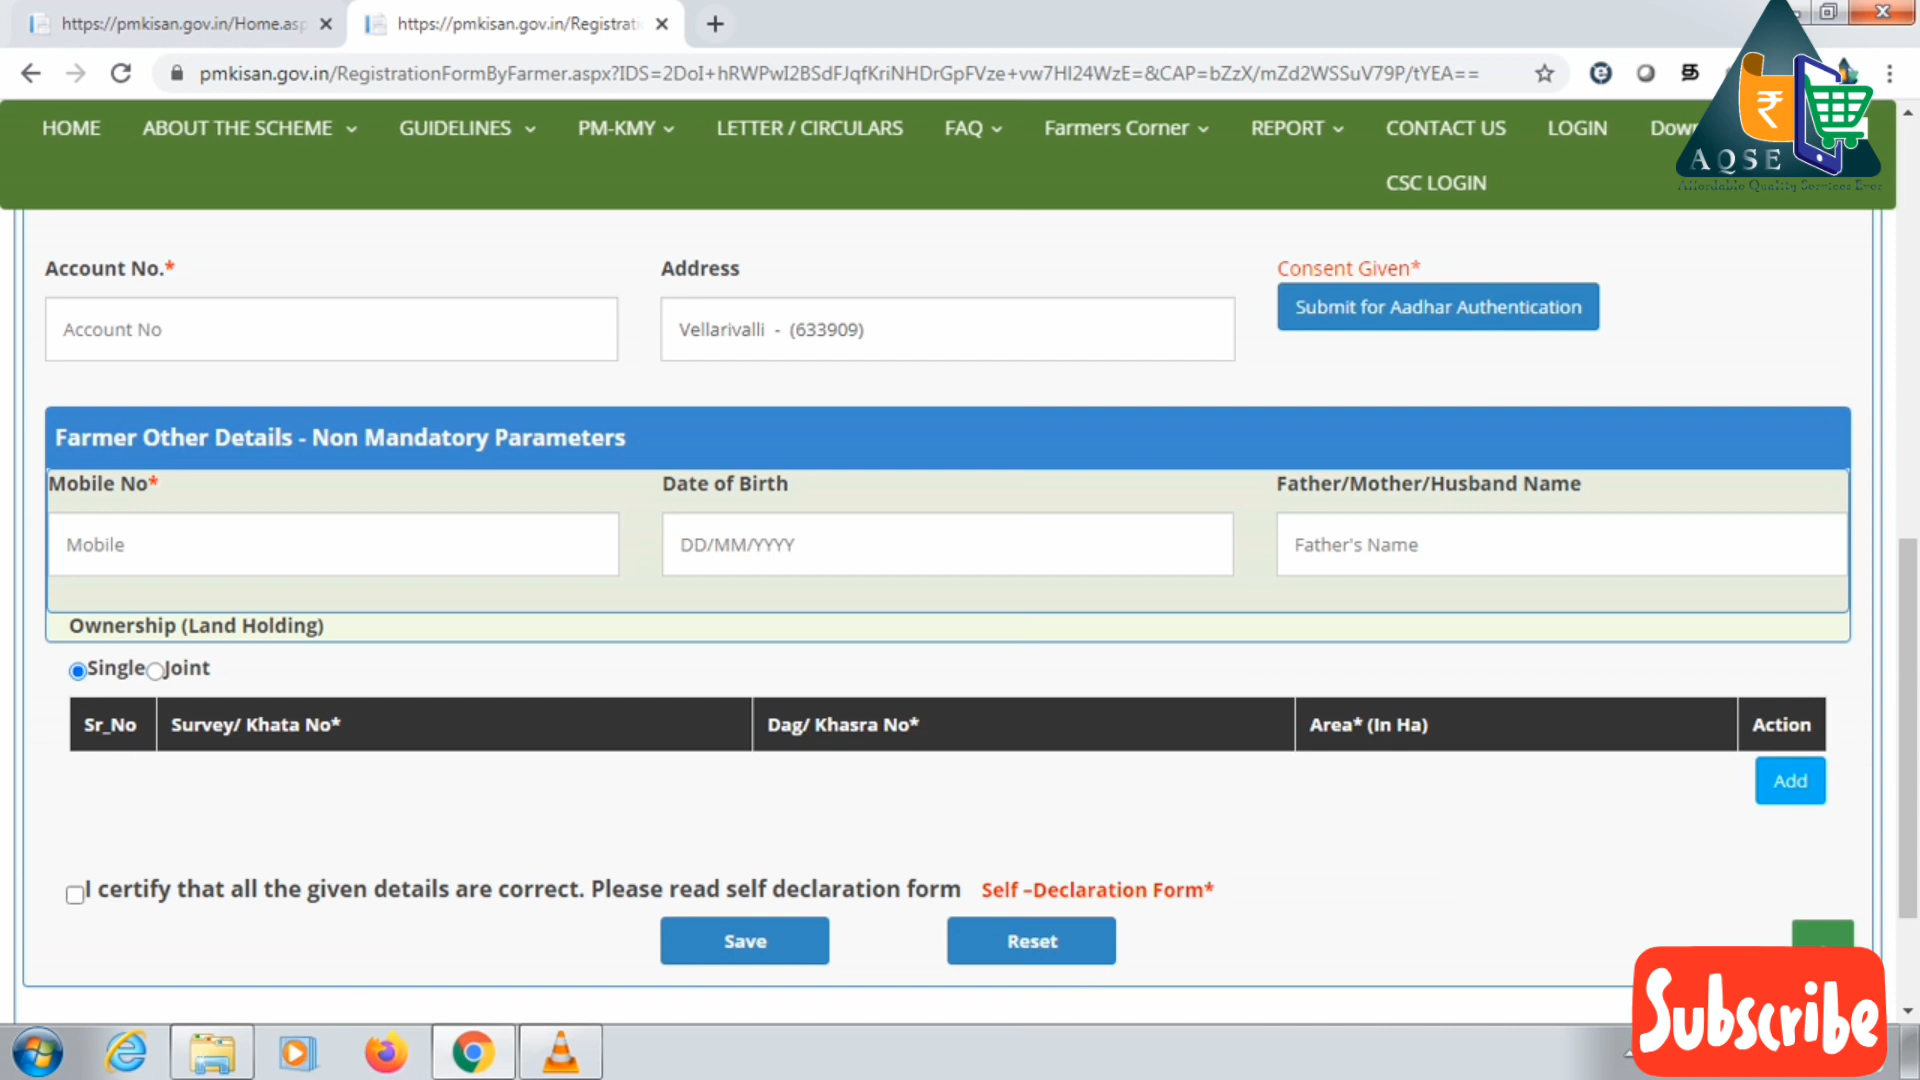 https://pmkisan.gov.in/Home.asp
https://pmkisan.gov.in/Registrati
pmkisan.gov.in/RegistrationFormByFarmer.aspx?IDS=2DoI+hRWPwI2BSdFJqfKriNHDrGpFVze+vw7HI24WzE=&CAP=bZzX/mZd2WSSuV79P/tYEA==
HOME ABOUT THE SCHEME GUIDELINES PM-KMY LETTER / CIRCULARS FAQ Farmers Corner REPORT CONTACT US LOGIN Dow
CSC LOGIN
₹
AQSE
Affordable Quality Services Ever
Account No.* Address Consent Given*
Account No Vellarivalli - (633909) Submit for Aadhar Authentication
Farmer Other Details - Non Mandatory Parameters
Mobile No* Date of Birth Father/Mother/Husband Name
Mobile DD/MM/YYYY Father's Name
Ownership (Land Holding)
Single Joint
Sr_No Survey/ Khata No* Dag/ Khasra No* Area* (In Ha) Action
Add
I certify that all the given details are correct. Please read self declaration form Self –Declaration Form*
Save Reset
Subscribe